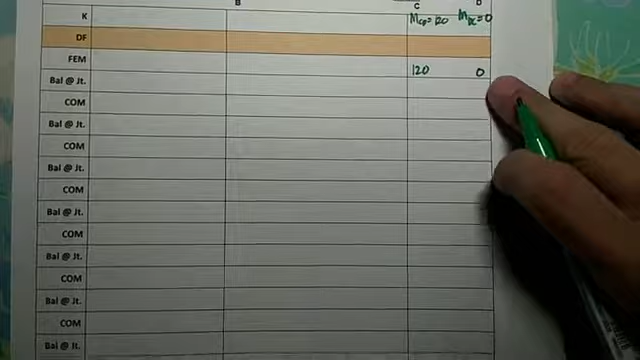 B C D
K M_CD=120 M_DC=0
DF
FEM 120 0
Bal @ Jt.
COM
Bal @ Jt.
COM
Bal @ Jt.
COM
Bal @ Jt.
COM
Bal @ Jt.
COM
Bal @ Jt.
COM
Bal @ Jt.